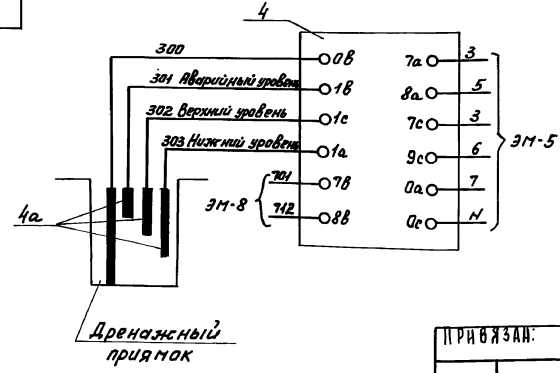 4
300
0в
7а 3
301 Аварийный уровень
1в
8а 5
302 Верхний уровень
1с
7с 3
ЭМ-5
303 Нижний уровень
1а
9с 6
701
7в
0а 7
ЭМ-8
712
8в
0с N
4а
Дренажный
приямок
ПРИВЯЗАН: